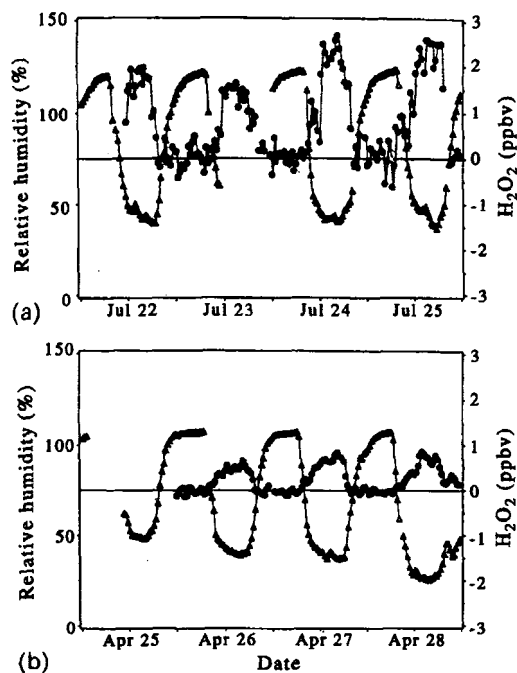 150
100
50
0
Relative humidity (%)
3
2
1
0
-1
-2
-3
H₂O₂ (ppbv)
Jul 22 Jul 23 Jul 24 Jul 25
(a)
150
100
50
0
Relative humidity (%)
3
2
1
0
-1
-2
-3
H₂O₂ (ppbv)
Apr 25 Apr 26 Apr 27 Apr 28
(b)
Date